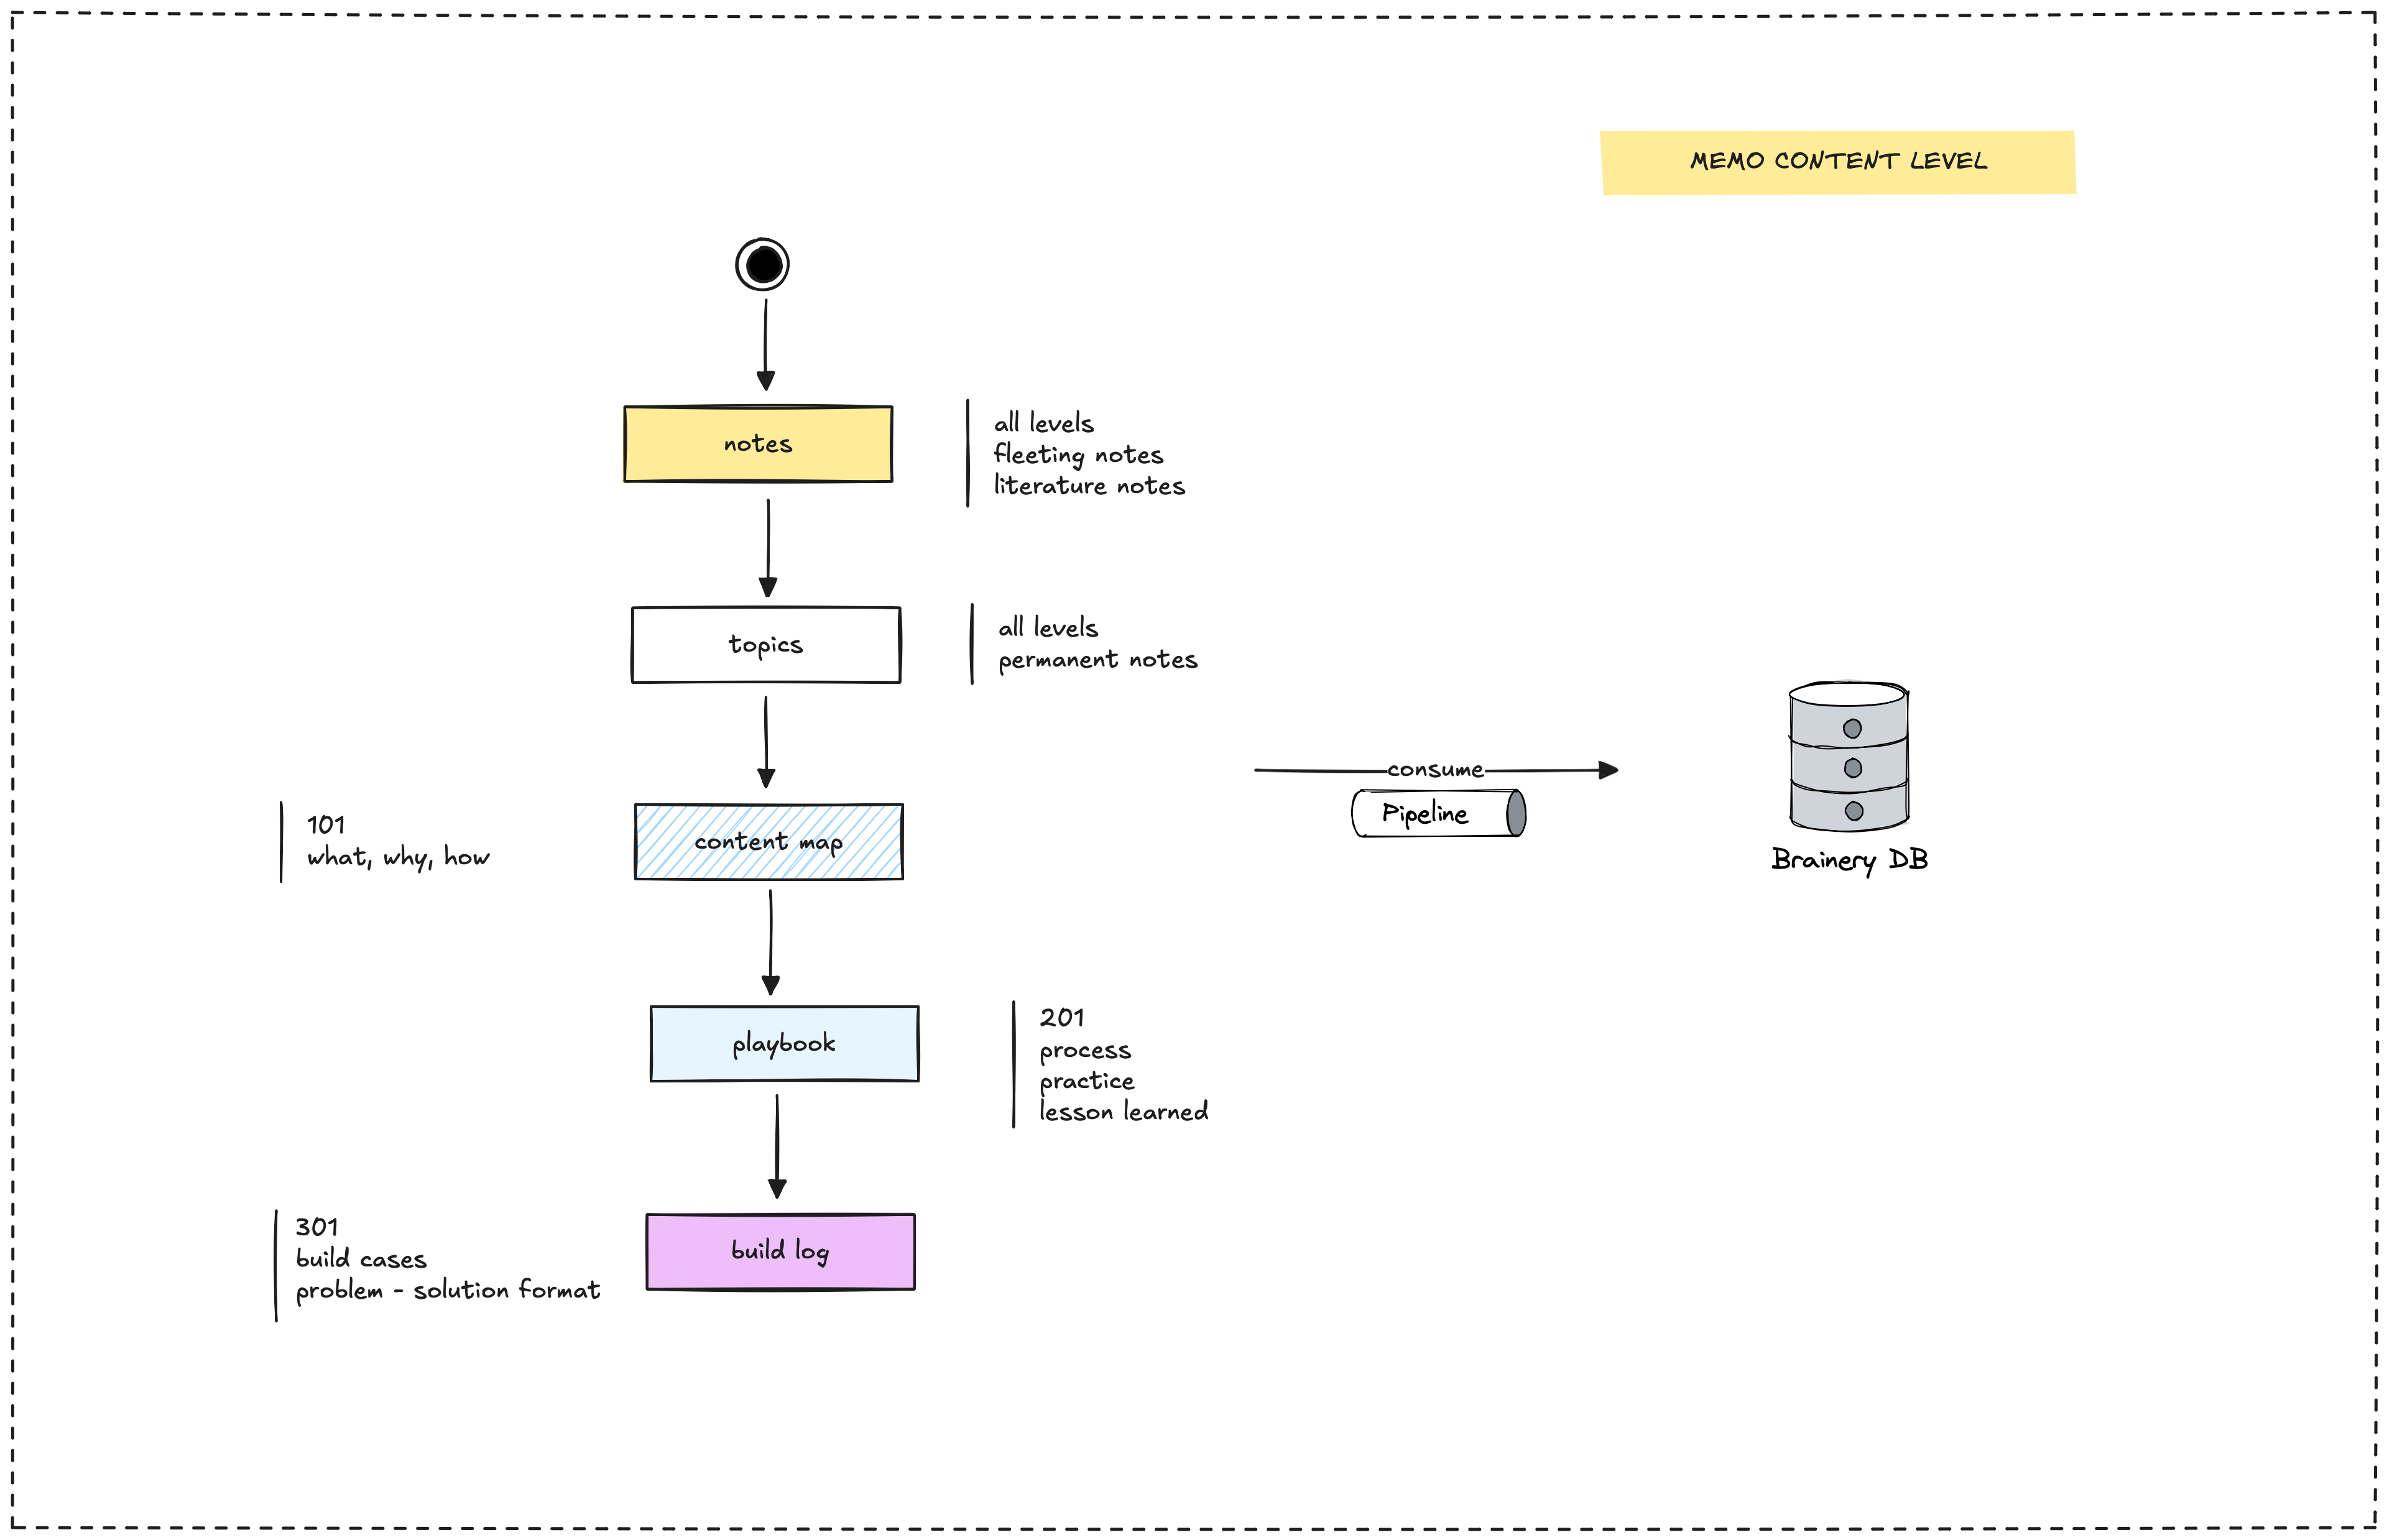 MEMO CONTENT LEVEL
notes
all levels
fleeting notes
literature notes
topics
all levels
permanent notes
consume
Pipeline
Brainery DB
101
what, why, how
content map
playbook
201
process
practice
lesson learned
301
build cases
problem - solution format
build log